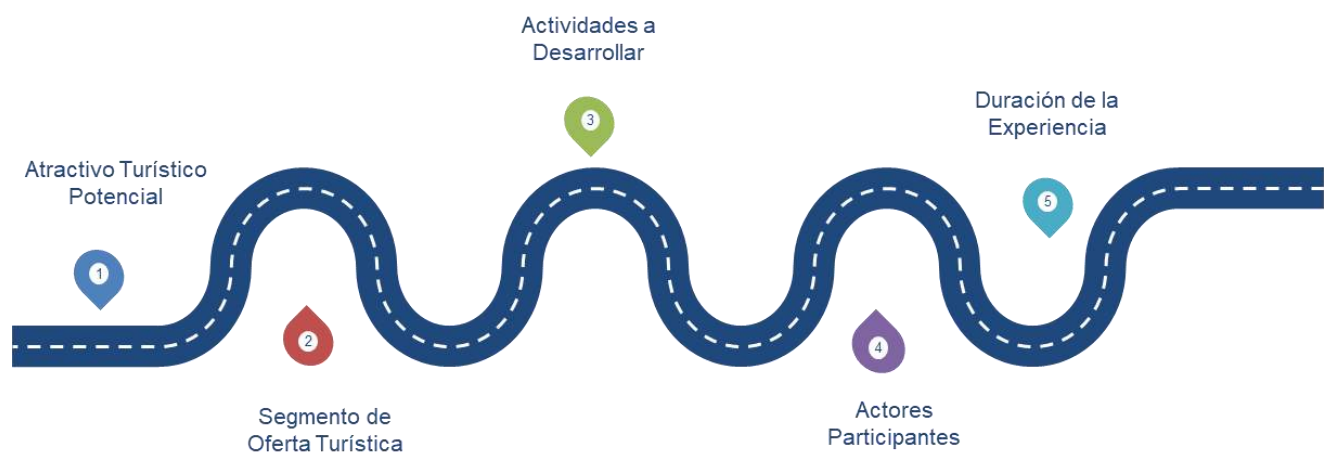 Atractivo Turístico
Potencial
1
2
Segmento de
Oferta Turística
Actividades a
Desarrollar
3
4
Actores
Participantes
Duración de la
Experiencia
5